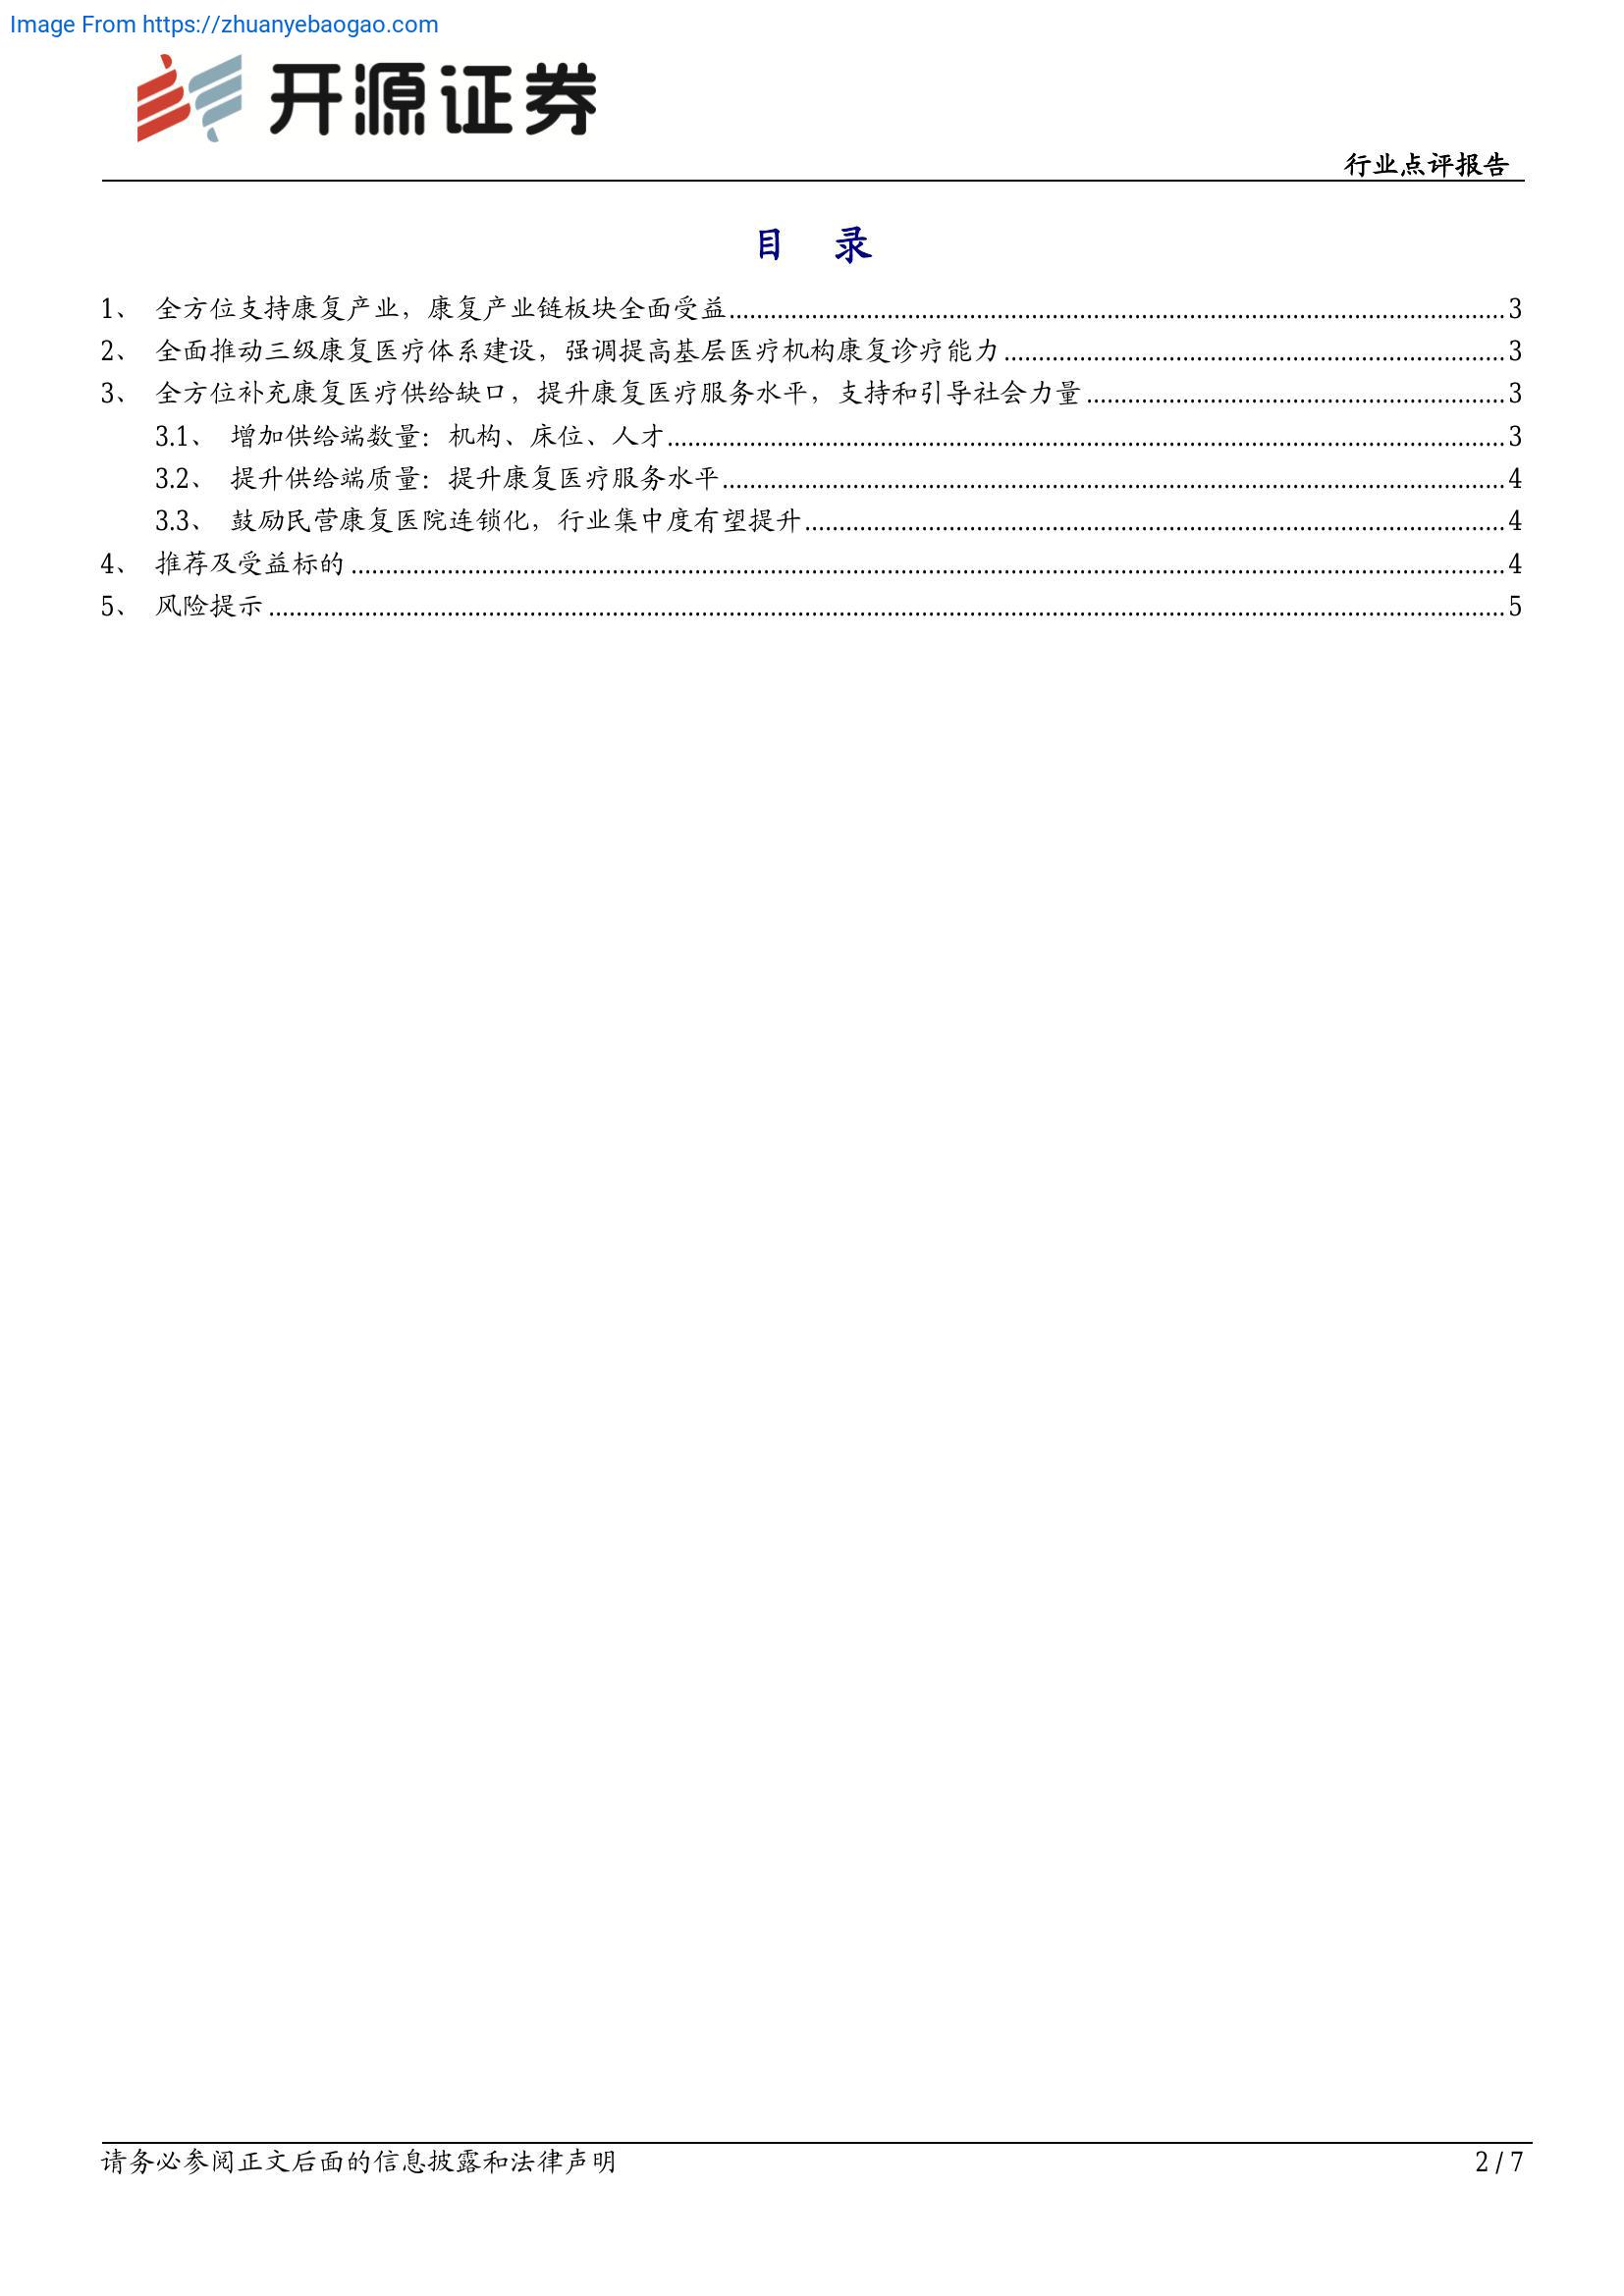 Image From https://zhuanyebaogao.com
开源证券
行业点评报告
目 录
1、 全方位支持康复产业，康复产业链板块全面受益 3
2、 全面推动三级康复医疗体系建设，强调提高基层医疗机构康复诊疗能力 3
3、 全方位补充康复医疗供给缺口，提升康复医疗服务水平，支持和引导社会力量 3
3.1、 增加供给端数量：机构、床位、人才 3
3.2、 提升供给端质量：提升康复医疗服务水平 4
3.3、 鼓励民营康复医院连锁化，行业集中度有望提升 4
4、 推荐及受益标的 4
5、 风险提示 5
请务必参阅正文后面的信息披露和法律声明 2 / 7